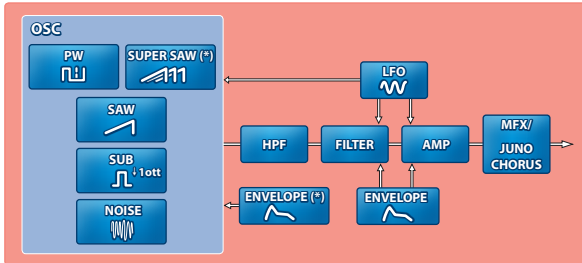 OSC
PW
SUPER SAW (*)
SAW
SUB
1ott
NOISE
LFO
HPF
FILTER
AMP
MFX/
JUNO
CHORUS
ENVELOPE (*)
ENVELOPE